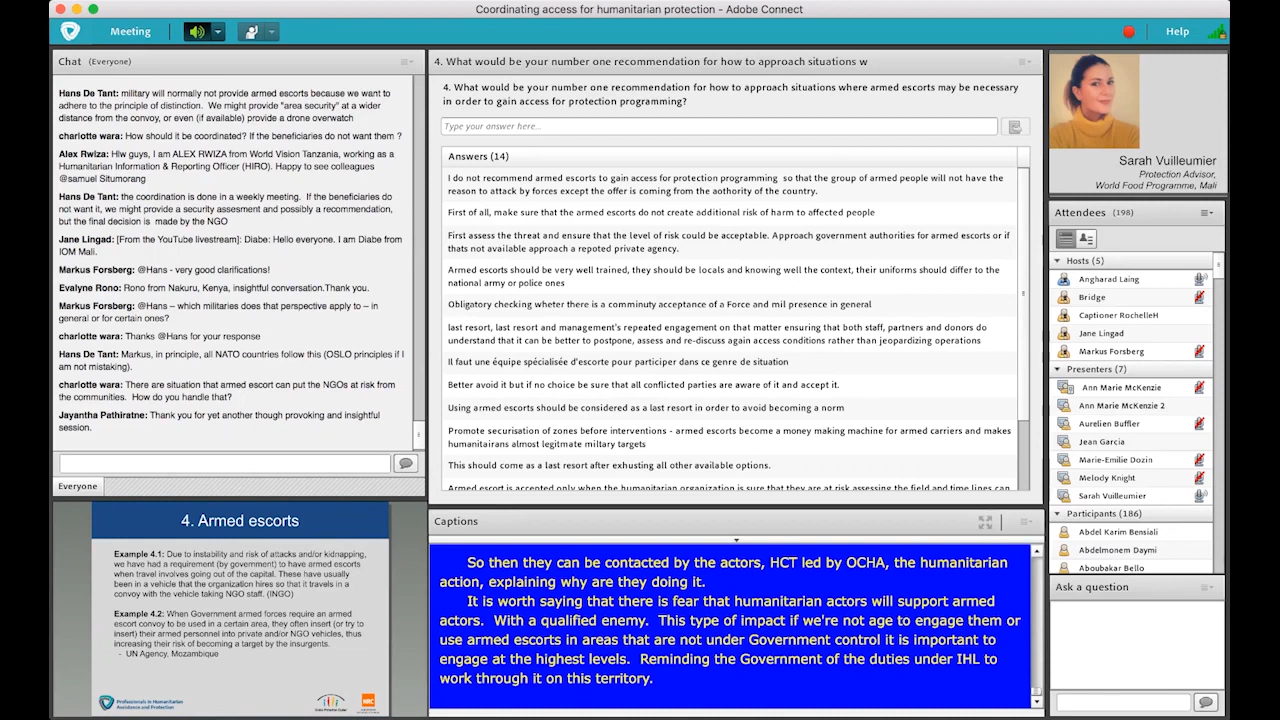 Coordinating access for humanitarian protection - Adobe Connect
Meeting
Help
Chat (Everyone)
Hans De Tant: military will normally not provide armed escorts because we want to
adhere to the principle of distinction. We might provide "area security" at a wider
distance from the convoy, or even (if available) provide a drone overwatch
charlotte wara: How should it be coordinated? If the beneficiaries do not want them ?
Alex Rwiza: HIw guys, I am ALEX RWIZA from World Vision Tanzania, working as a
Humanitarian Information & Reporting Officer (HIRO). Happy to see colleagues
@samuel Situmorang
Hans De Tant: the coordination is done in a weekly meeting. If the beneficiaries do
not want it, we might provide a security assesment and possibly a recommendation,
but the final decision is made by the NGO
Jane Lingad: [From the YouTube livestream]: Diabe: Hello everyone. I am Diabe from
IOM Mali.
Markus Forsberg: @Hans - very good clarifications!
Evalyne Rono: Rono from Nakuru, Kenya, insightful conversation.Thank you.
Markus Forsberg: @Hans – which militaries does that perspective apply to – in
general or for certain ones?
charlotte wara: Thanks @Hans for your response
Hans De Tant: Markus, in principle, all NATO countries follow this (OSLO principles if I
am not mistaking).
charlotte wara: There are situation that armed escort can put the NGOs at risk from
the communities. How do you handle that?
Jayantha Pathiratne: Thank you for yet another though provoking and insightful
session.
Everyone
4. Armed escorts
Example 4.1: Due to instability and risk of attacks and/or kidnapping,
we have had a requirement (by government) to have armed escorts
when travel involves going out of the capital. These have usually
been in a vehicle that the organization hires so that it travels in a
convoy with the vehicle taking NGO staff. (INGO)
Example 4.2: When Government armed forces require an armed
escort convoy to be used in a certain area, they often insert (or try to
insert) their armed personnel into private and/or NGO vehicles, thus
increasing their risk of becoming a target by the insurgents.
- UN Agency, Mozambique
Professionals in Humanitarian
Assistance and Protection
NRC
4. What would be your number one recommendation for how to approach situations w
4. What would be your number one recommendation for how to approach situations where armed escorts may be necessary
in order to gain access for protection programming?
Type your answer here...
Answers (14)
I do not recommend armed escorts to gain access for protection programming so that the group of armed people will not have the
reason to attack by forces except the offer is coming from the aothority of the country.
First of all, make sure that the armed escorts do not create additional risk of harm to affected people
First assess the threat and ensure that the level of risk could be acceptable. Approach government authorities for armed escorts or if
thats not available approach a repoted private agency.
Armed escorts should be very well trained, they should be locals and knowing well the context, their uniforms should differ to the
national army or police ones
Obligatory checking wheter there is a comminuty acceptance of a Force and mil presence in general
last resort, last resort and management's repeated engagement on that matter ensuring that both staff, partners and donors do
understand that it can be better to postpone, assess and re-discuss again access conditions rather than jeopardizing operations
Il faut une équipe spécialisée d'escorte pour participer dans ce genre de situation
Better avoid it but if no choice be sure that all conflicted parties are aware of it and accept it.
Using armed escorts should be considered as a last resort in order to avoid becoming a norm
Promote securisation of zones before interventions - armed escorts become a money making machine for armed carriers and makes
humanitairans almost legitmate miltary targets
This should come as a last resort after exhusting all other available options.
Armed escort is accepted only when the humanitarian organization is sure that they are at risk assessing the field and time lines can
Captions
So then they can be contacted by the actors, HCT led by OCHA, the humanitarian
action, explaining why are they doing it.
It is worth saying that there is fear that humanitarian actors will support armed
actors. With a qualified enemy. This type of impact if we're not age to engage them or
use armed escorts in areas that are not under Government control it is important to
engage at the highest levels. Reminding the Government of the duties under IHL to
work through it on this territory.
Sarah Vuilleumier
Protection Advisor,
World Food Programme, Mali
Attendees (198)
Hosts (5)
Angharad Laing
Bridge
Captioner RochelleH
Jane Lingad
Markus Forsberg
Presenters (7)
Ann Marie McKenzie
Ann Marie McKenzie 2
Aurelien Buffler
Jean Garcia
Marie-Emilie Dozin
Melody Knight
Sarah Vuilleumier
Participants (186)
Abdel Karim Bensiali
Abdelmonem Daymi
Aboubakar Bello
Ask a question